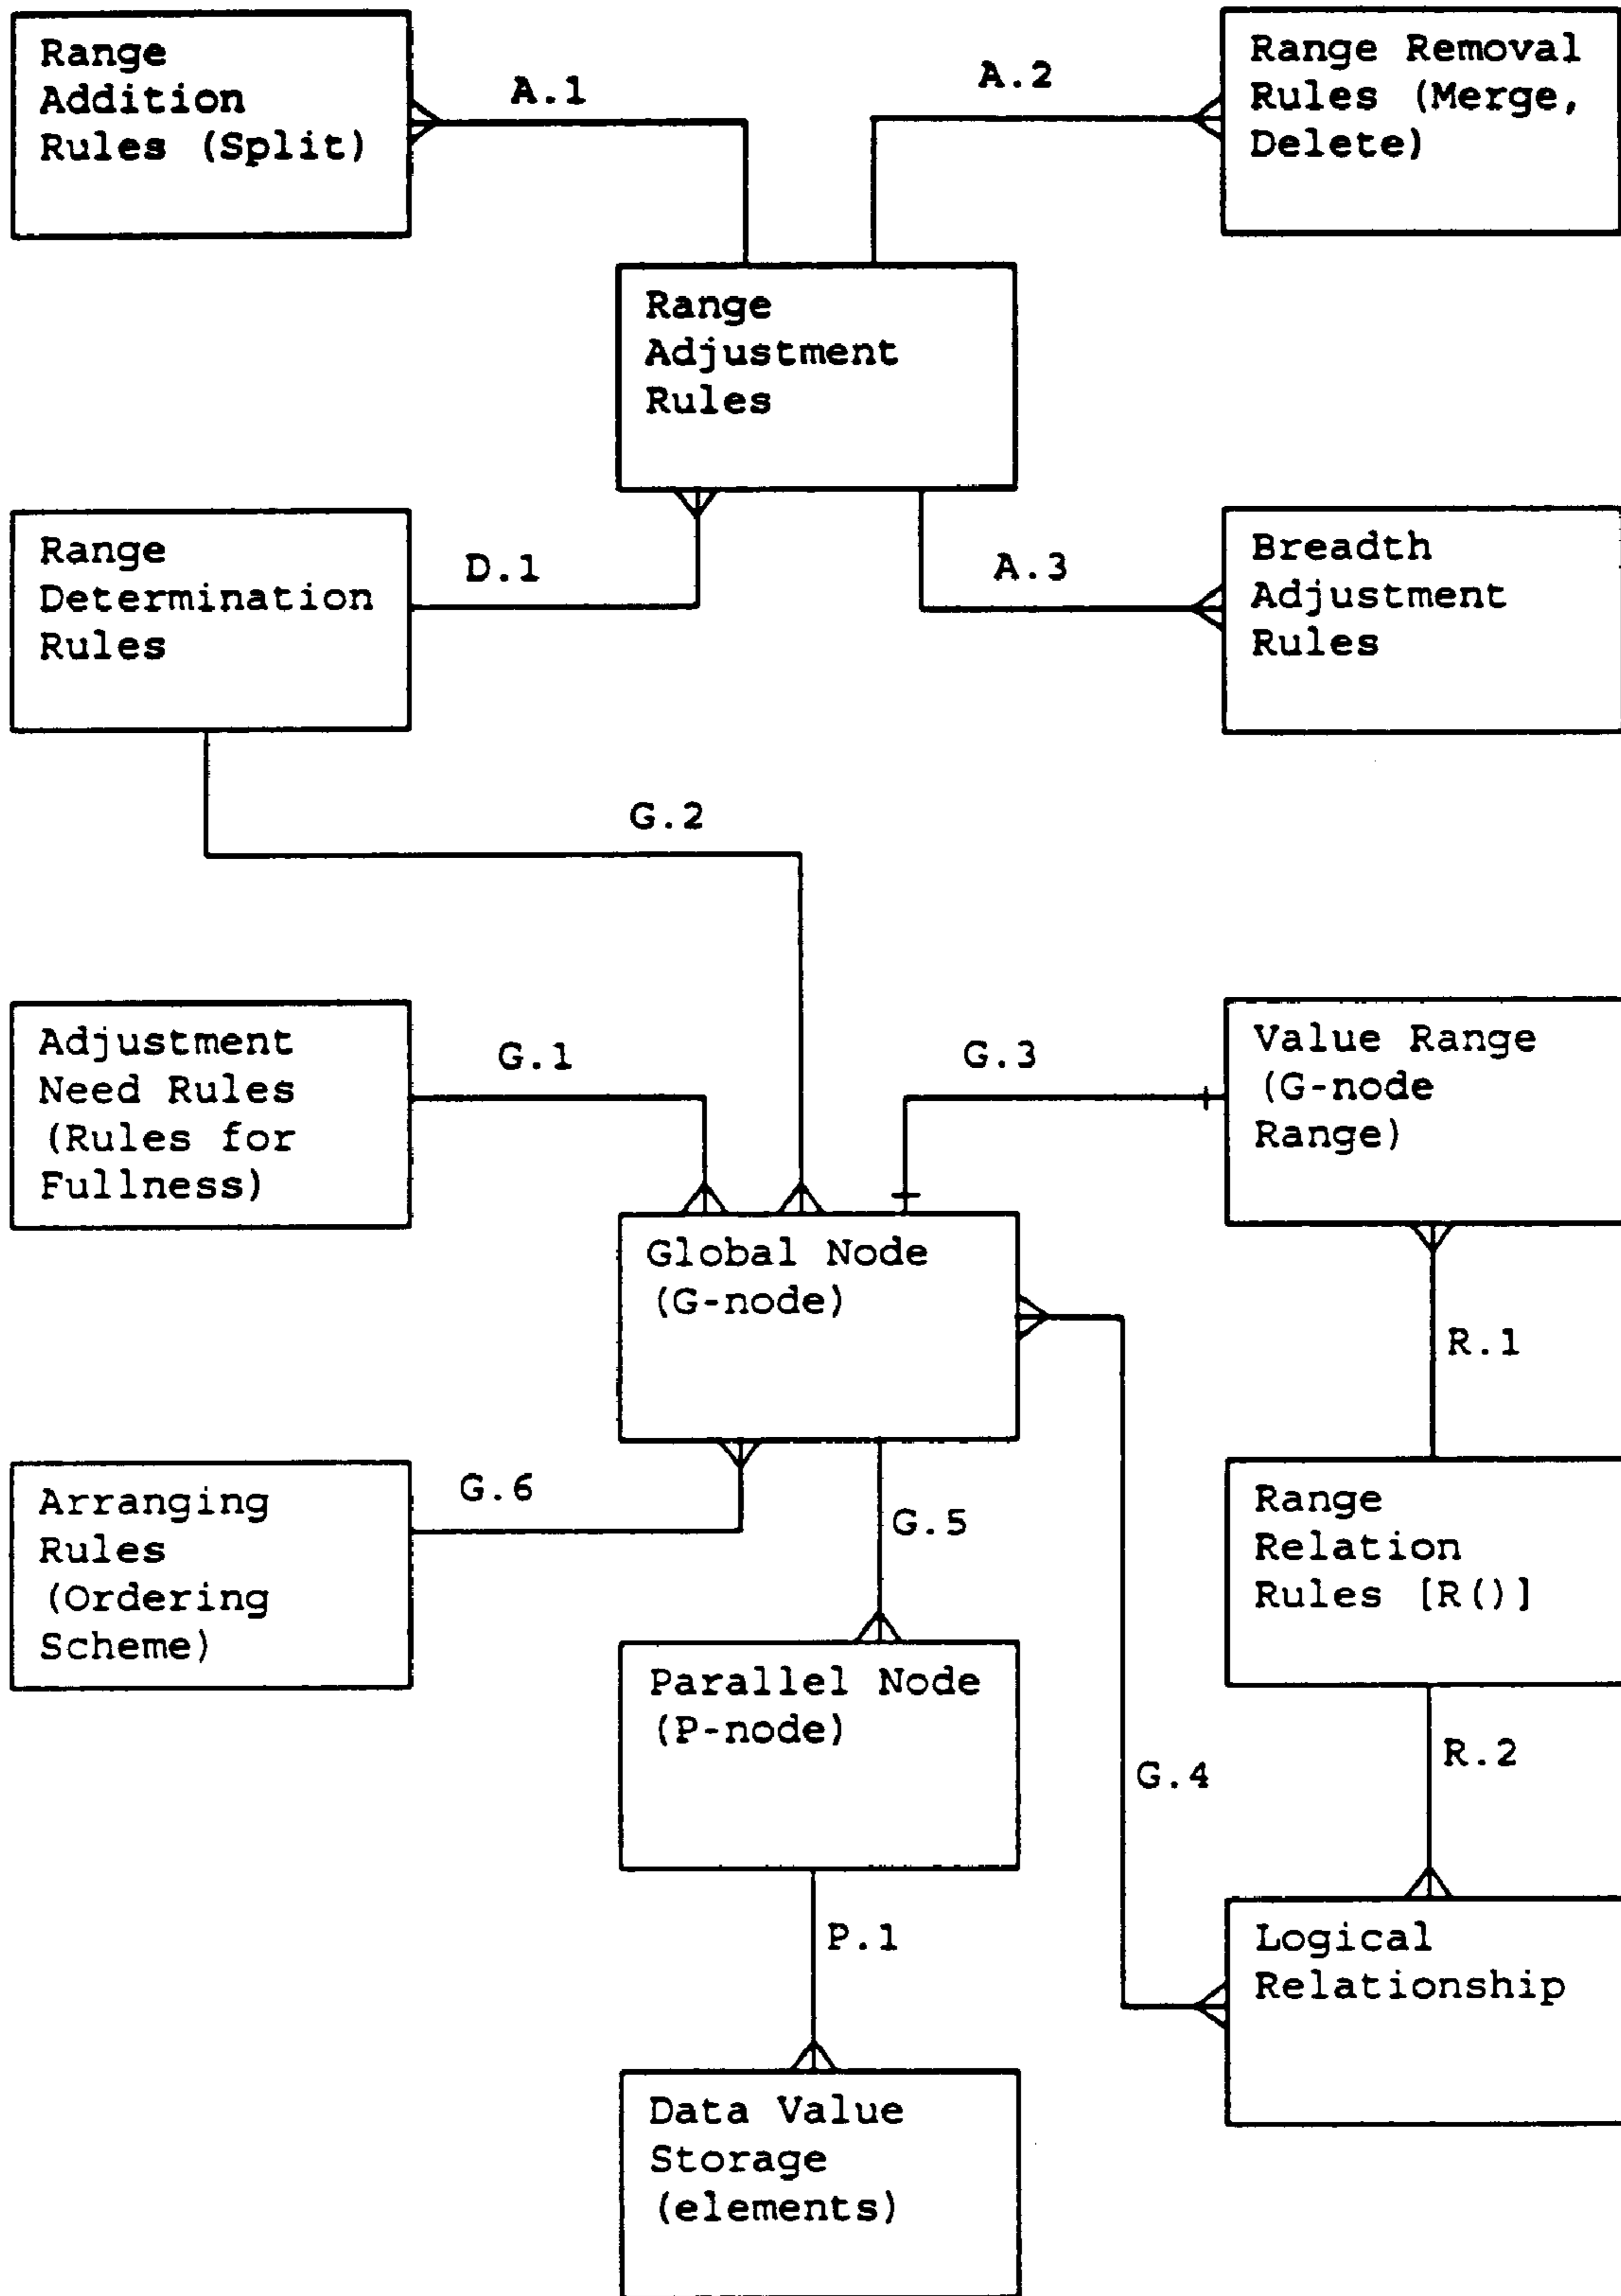 Range
Addition
Rules (Split)
A.1
A.2
Range Removal
Rules (Merge,
Delete)
Range
Adjustment
Rules
Range
Determination
Rules
D.1
A.3
Breadth
Adjustment
Rules
G.2
Adjustment
Need Rules
(Rules for
Fullness)
G.1
G.3
Value Range
(G-node
Range)
Global Node
(G-node)
R.1
Arranging
Rules
(Ordering
Scheme)
G.6
G.5
Range
Relation
Rules [R()]
Parallel Node
(P-node)
G.4
R.2
P.1
Logical
Relationship
Data Value
Storage
(elements)